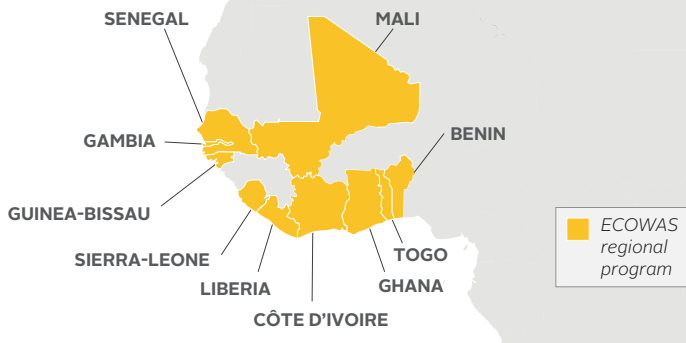 SENEGAL
MALI
GAMBIA
BENIN
GUINEA-BISSAU
SIERRA-LEONE
LIBERIA
CÔTE D'IVOIRE
GHANA
TOGO
ECOWAS
regional
program